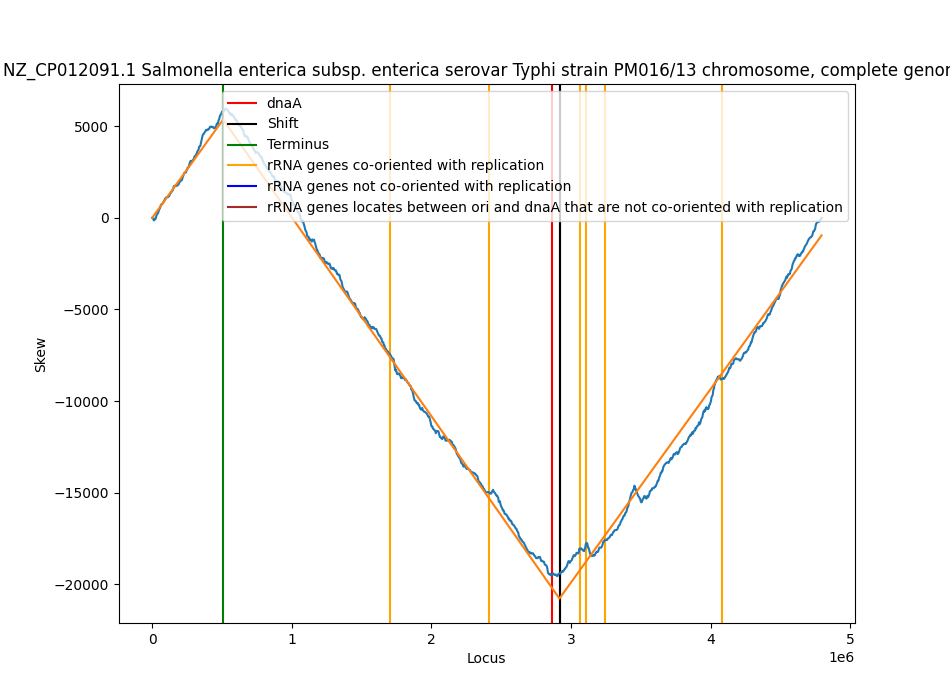 NZ_CP012091.1 Salmonella enterica subsp. enterica serovar Typhi strain PM016/13 chromosome, complete genor
dnaA
Shift
Terminus
rRNA genes co-oriented with replication
rRNA genes not co-oriented with replication
rRNA genes locates between ori and dnaA that are not co-oriented with replication
5000
0
−5000
−10000
−15000
−20000
Skew
0 1 2 3 4 5
1e6
Locus